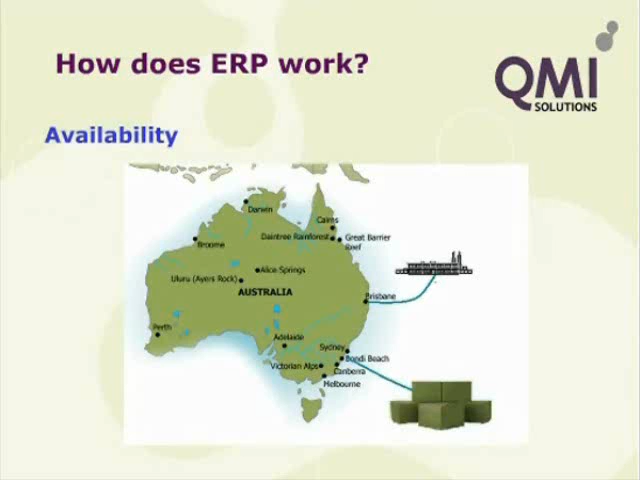 How does ERP work?
QMI
SOLUTIONS
Availability
Darwin
Cairns
Daintree Rainforest
Great Barrier
Reef
Broome
Alice Springs
Uluru (Ayers Rock)
AUSTRALIA
Brisbane
Perth
Adelaide
Sydney
Bondi Beach
Victorian Alps
Canberra
Melbourne